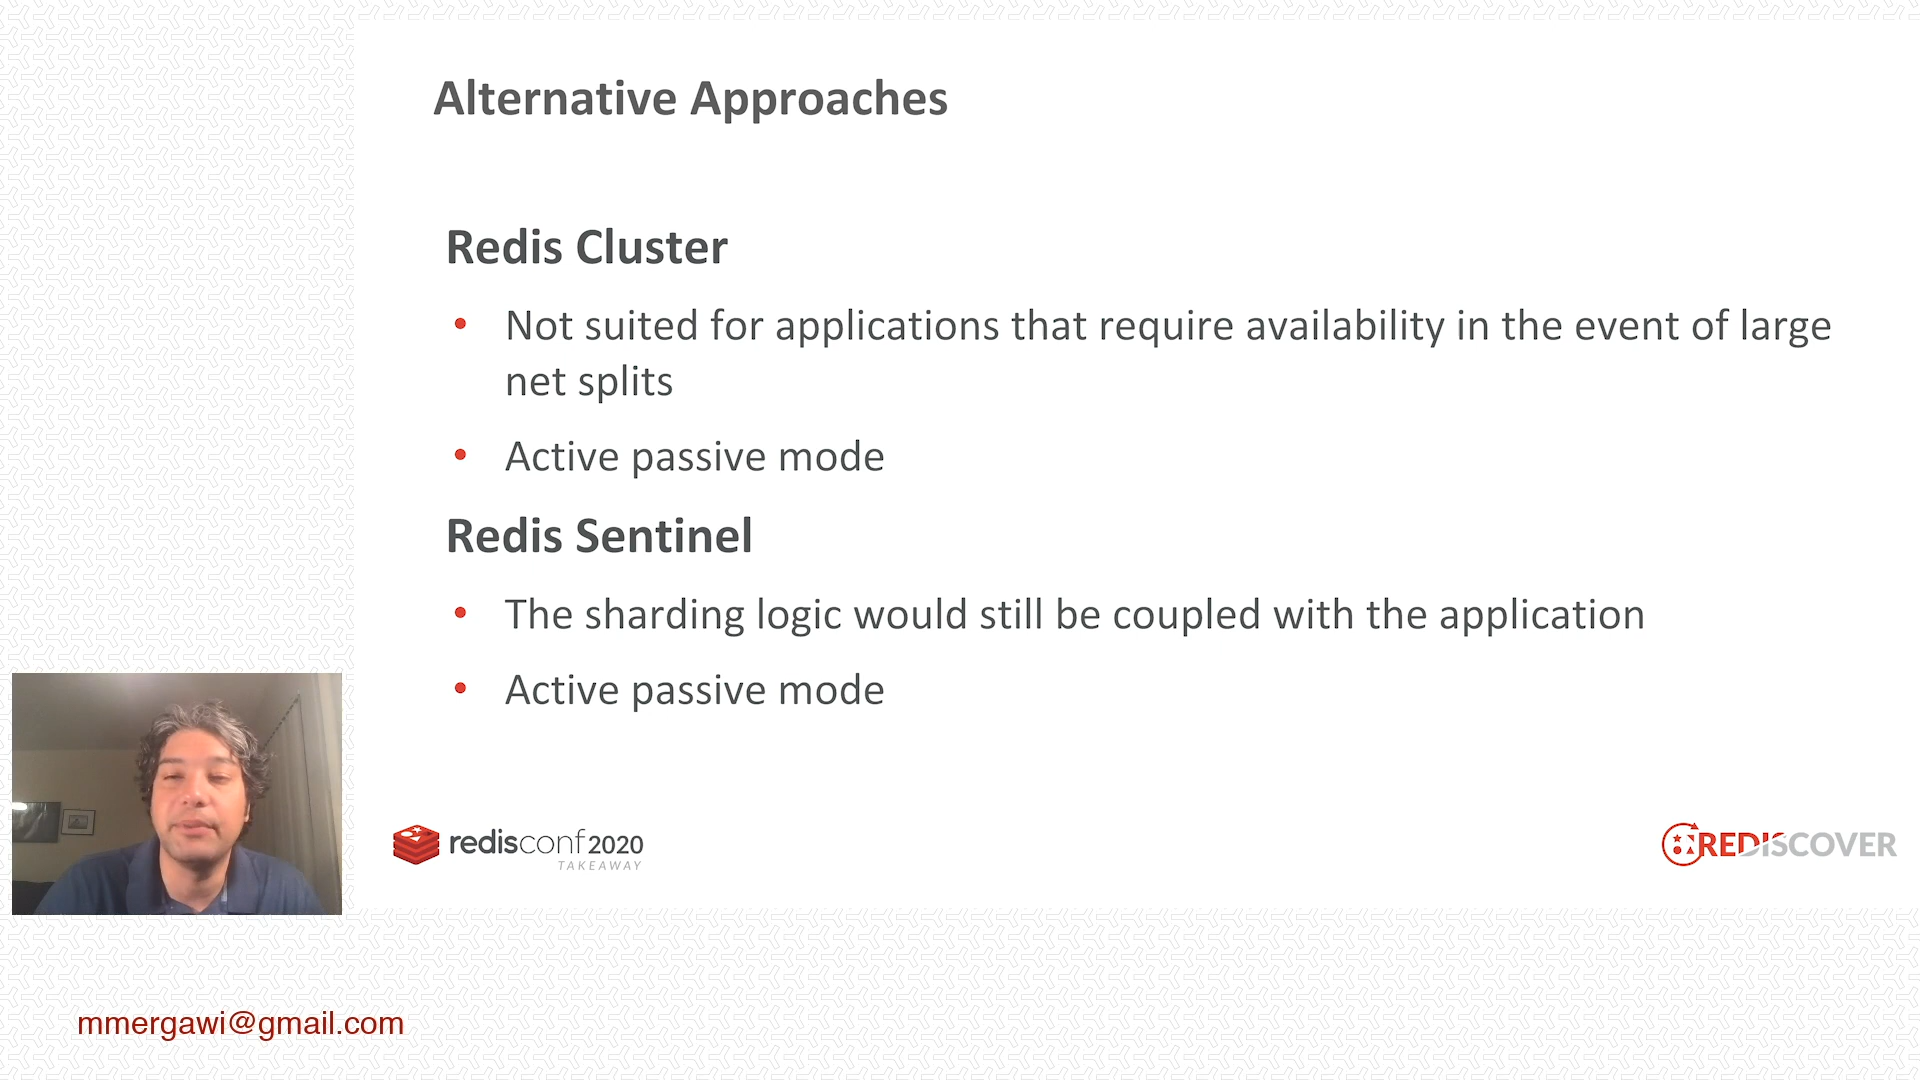 Alternative Approaches
Redis Cluster
• Not suited for applications that require availability in the event of large
net splits
• Active passive mode
Redis Sentinel
• The sharding logic would still be coupled with the application
• Active passive mode
redisconf 2020
TAKEAWAY
REDISCOVER
mmergawi@gmail.com